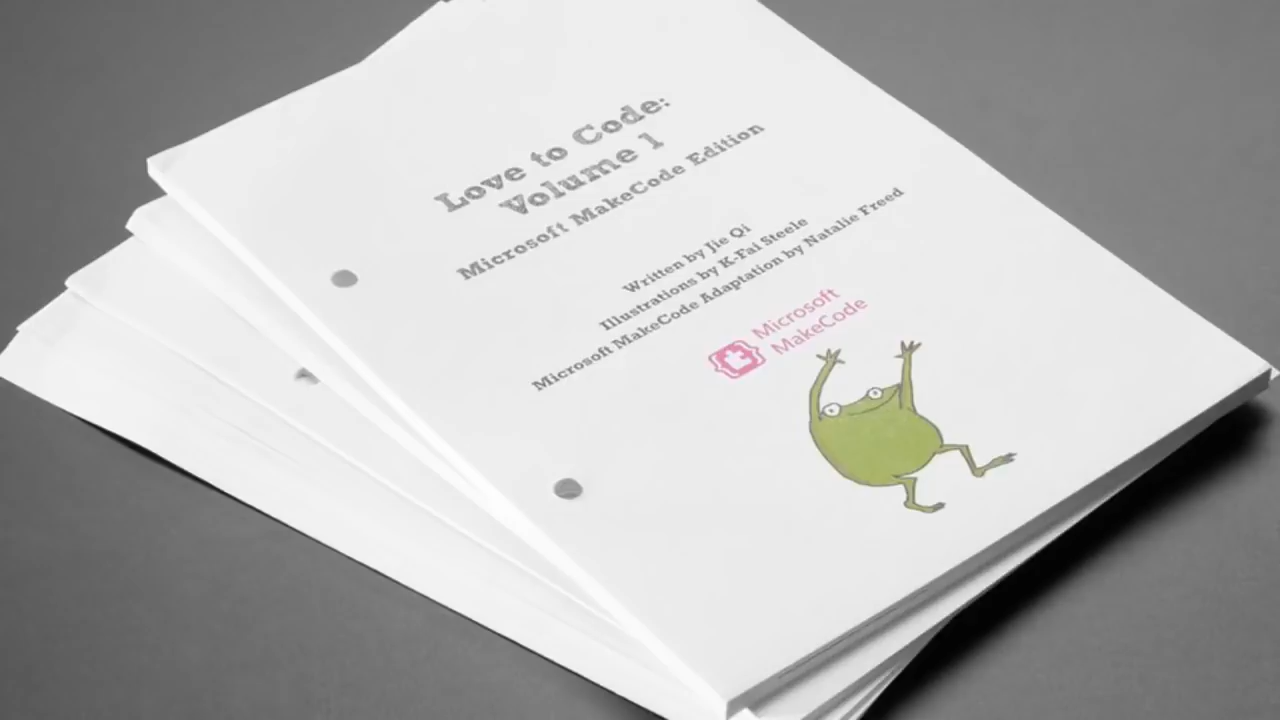 Love to Code:
Volume 1
Microsoft MakeCode Edition
Written by Jie Qi
Illustrations by K-Fai Steele
Microsoft MakeCode Adaptation by Natalie Freed
Microsoft
MakeCode